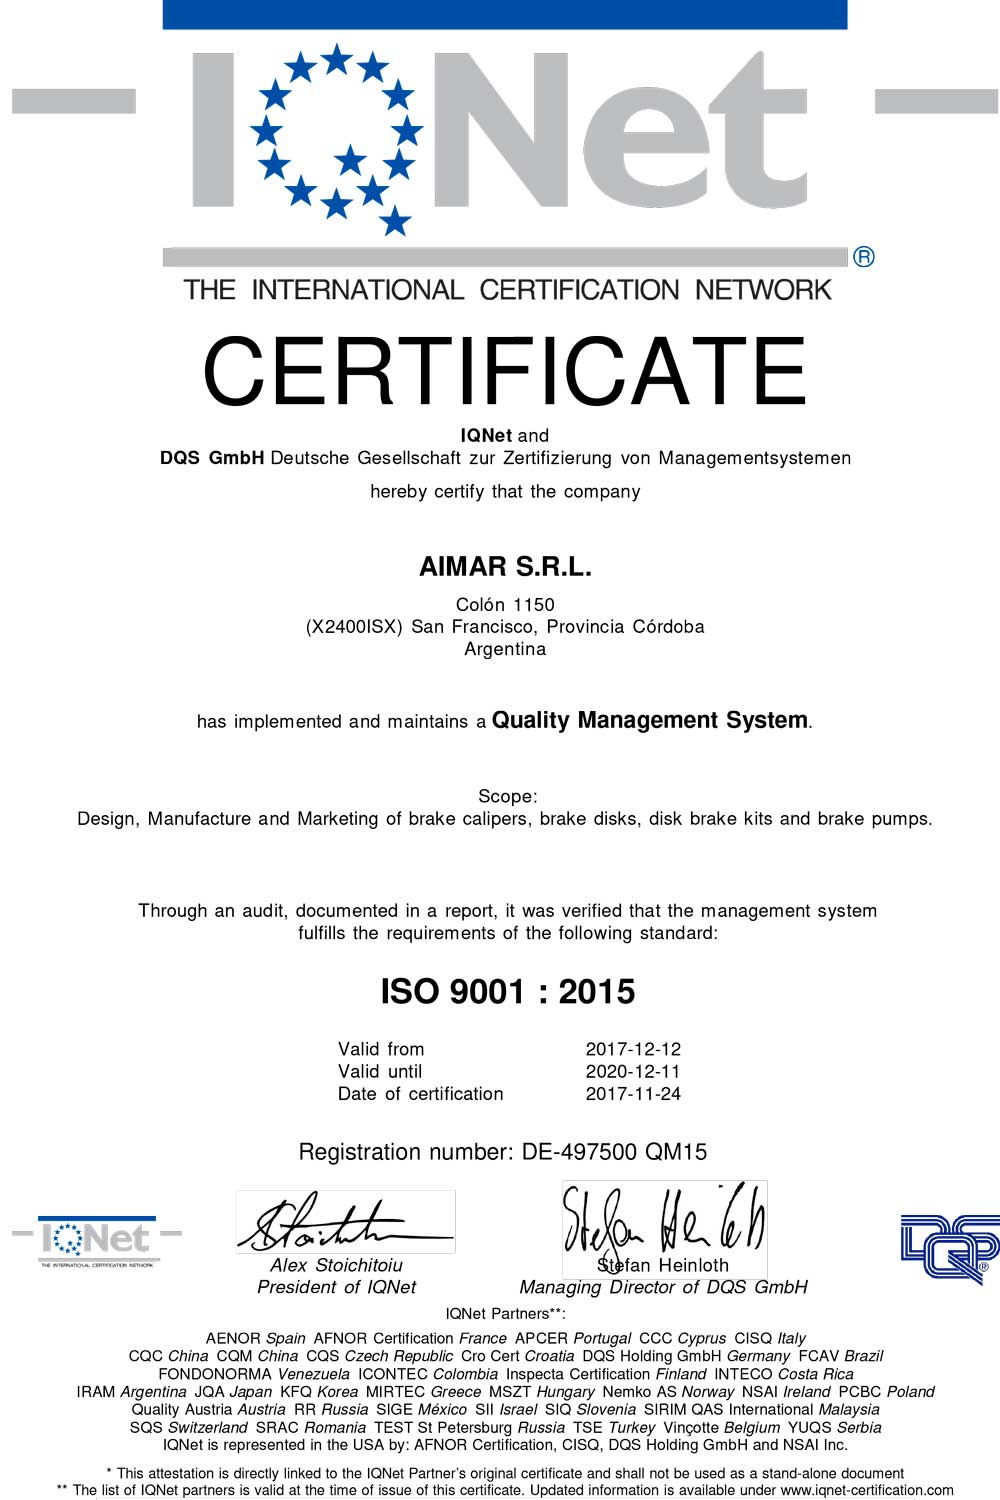 IQNet
®
THE INTERNATIONAL CERTIFICATION NETWORK
CERTIFICATE
IQNet and
DQS GmbH Deutsche Gesellschaft zur Zertifizierung von Managementsystemen
hereby certify that the company
AIMAR S.R.L.
Colón 1150
(X2400ISX) San Francisco, Provincia Córdoba
Argentina
has implemented and maintains a Quality Management System.
Scope:
Design, Manufacture and Marketing of brake calipers, brake disks, disk brake kits and brake pumps.
Through an audit, documented in a report, it was verified that the management system
fulfills the requirements of the following standard:
ISO 9001 : 2015
Valid from 2017-12-12
Valid until 2020-12-11
Date of certification 2017-11-24
Registration number: DE-497500 QM15
IQNet
THE INTERNATIONAL CERTIFICATION NETWORK
Stefan Heinloth
DQS ®
Alex Stoichitoiu
President of IQNet
Stefan Heinloth
Managing Director of DQS GmbH
IQNet Partners**:
AENOR Spain AFNOR Certification France APCER Portugal CCC Cyprus CISQ Italy
CQC China CQM China CQS Czech Republic Cro Cert Croatia DQS Holding GmbH Germany FCAV Brazil
FONDONORMA Venezuela ICONTEC Colombia Inspecta Certification Finland INTECO Costa Rica
IRAM Argentina JQA Japan KFQ Korea MIRTEC Greece MSZT Hungary Nemko AS Norway NSAI Ireland PCBC Poland
Quality Austria Austria RR Russia SIGE México SII Israel SIQ Slovenia SIRIM QAS International Malaysia
SQS Switzerland SRAC Romania TEST St Petersburg Russia TSE Turkey Vinçotte Belgium YUQS Serbia
IQNet is represented in the USA by: AFNOR Certification, CISQ, DQS Holding GmbH and NSAI Inc.
* This attestation is directly linked to the IQNet Partner's original certificate and shall not be used as a stand-alone document
** The list of IQNet partners is valid at the time of issue of this certificate. Updated information is available under www.iqnet-certification.com